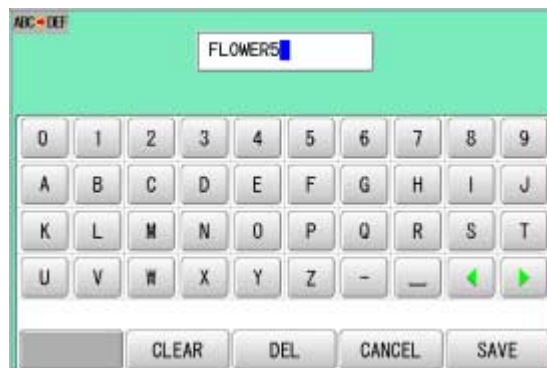 ABC➡DEF
FLOWER5
0 1 2 3 4 5 6 7 8 9
A B C D E F G H I J
K L M N O P Q R S T
U V W X Y Z - _
CLEAR DEL CANCEL SAVE